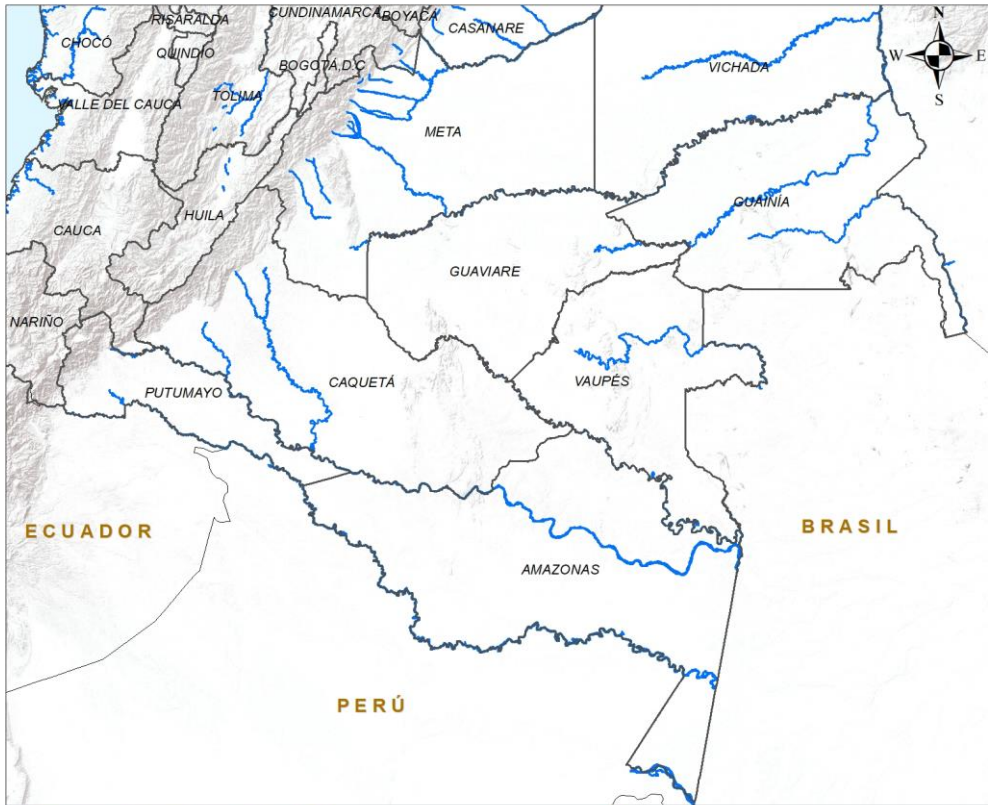 CUNDINAMARCA
BOYACÁ
RISARALDA
CASANARE
N
CHOCÓ
QUINDÍO
W
E
BOGOTÁ,D.C
VICHADA
TOLIMA
VALLE DEL CAUCA
S
META
GUAINÍA
HUILA
CAUCA
GUAVIARE
NARIÑO
VAUPÉS
CAQUETÁ
PUTUMAYO
ECUADOR
BRASIL
AMAZONAS
PERÚ